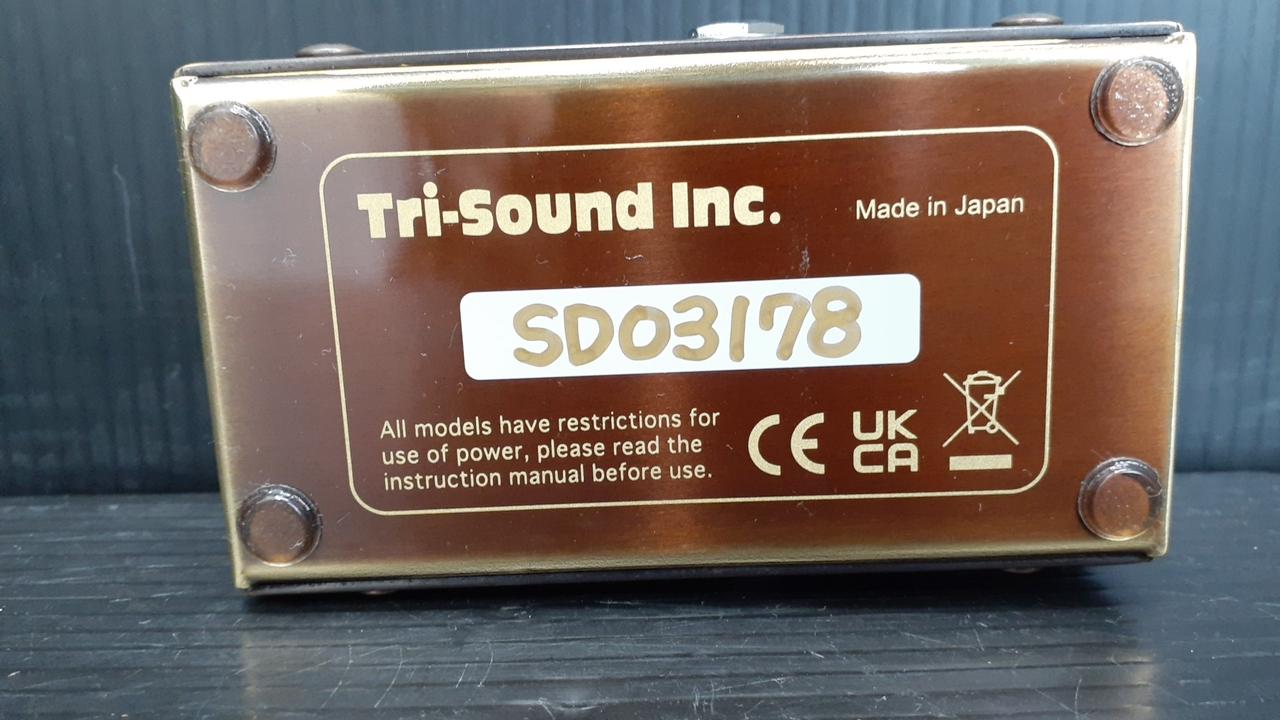 Tri-Sound Inc.
Made in Japan
SD03178
All models have restrictions for
use of power, please read the
instruction manual before use.
CE
UK
CA